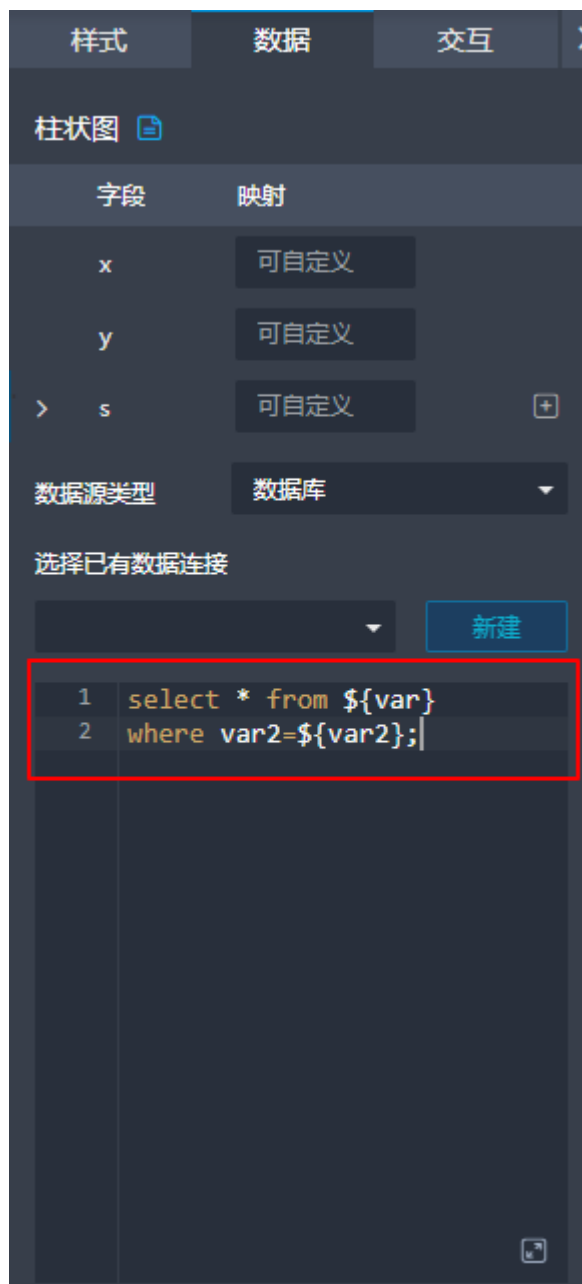 样式 数据 交互
柱状图
字段 映射
x 可自定义
y 可自定义
s 可自定义
数据源类型 数据库
选择已有数据连接
新建
1 select * from ${var}
2 where var2=${var2};